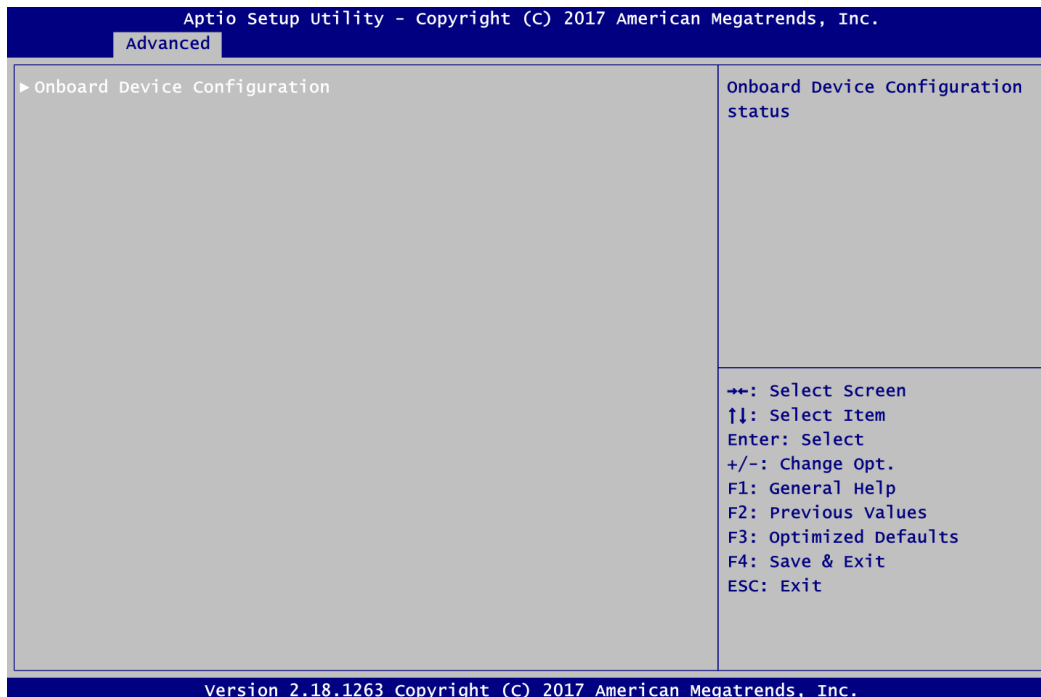 Aptio Setup Utility - Copyright (C) 2017 American Megatrends, Inc.
Advanced
►Onboard Device Configuration
Onboard Device Configuration
status
→←: Select Screen
↑↓: Select Item
Enter: Select
+/-: Change Opt.
F1: General Help
F2: Previous Values
F3: Optimized Defaults
F4: Save & Exit
ESC: Exit
Version 2.18.1263 Copyright (C) 2017 American Megatrends, Inc.